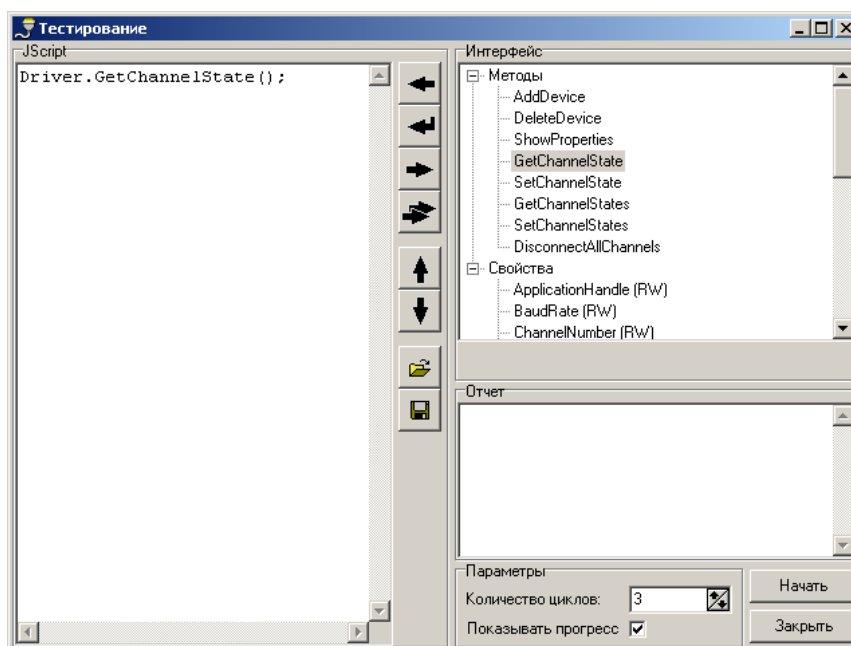 Тестирование
JScript
Driver.GetChannelState();
Интерфейс
Методы
AddDevice
DeleteDevice
ShowProperties
GetChannelState
SetChannelState
GetChannelStates
SetChannelStates
DisconnectAllChannels
Свойства
ApplicationHandle (RW)
BaudRate (RW)
ChannelNumber (RW)
Отчет
Параметры
Количество циклов: 3
Показывать прогресс
Начать
Закрыть